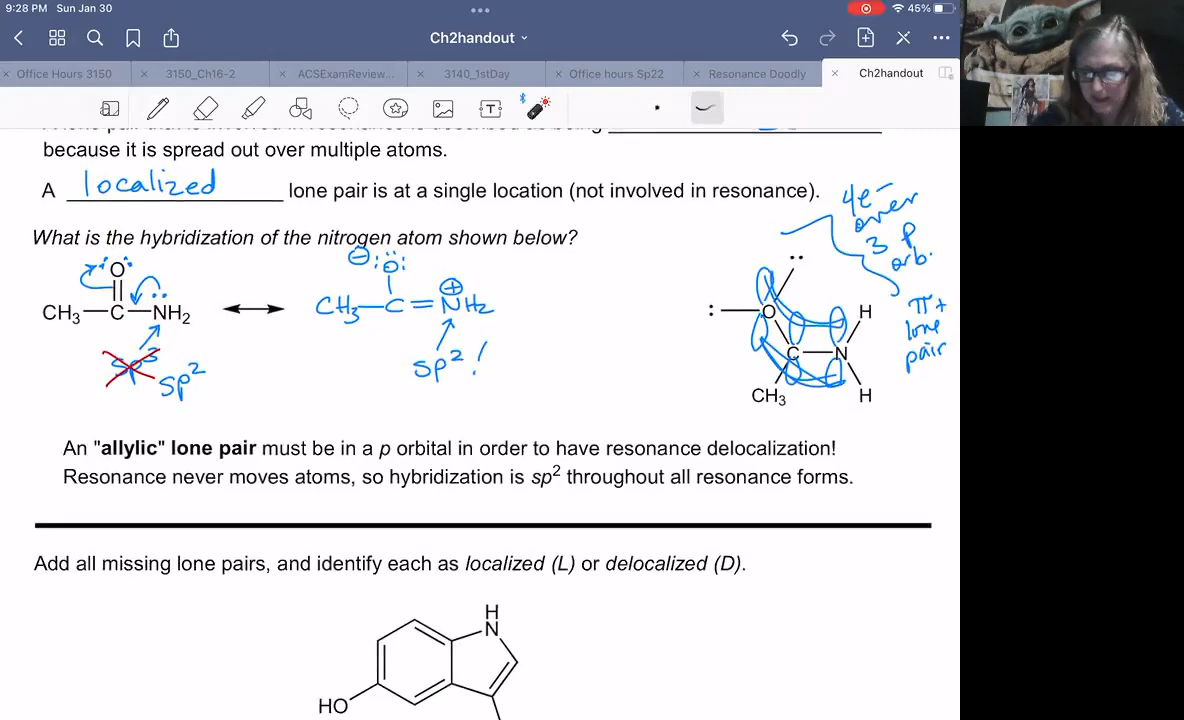 9:28 PM Sun Jan 30
45%
Ch2handout
Office Hours 3150
3150_Ch16-2
ACSExamReview...
3140_1stDay
Office hours Sp22
Resonance Doodly
Ch2handout
because it is spread out over multiple atoms.
A localized lone pair is at a single location (not involved in resonance).
What is the hybridization of the nitrogen atom shown below?
4e⁻
over
3 p
orb.
π +
lone
pair
O
CH3 C NH2
sp3
sp2
⊖ :O:
CH3 — C = N⊕H2
sp2!
: O
H
C N
CH3 H
An "allylic" lone pair must be in a p orbital in order to have resonance delocalization!
Resonance never moves atoms, so hybridization is sp2 throughout all resonance forms.
Add all missing lone pairs, and identify each as localized (L) or delocalized (D).
H
N
HO